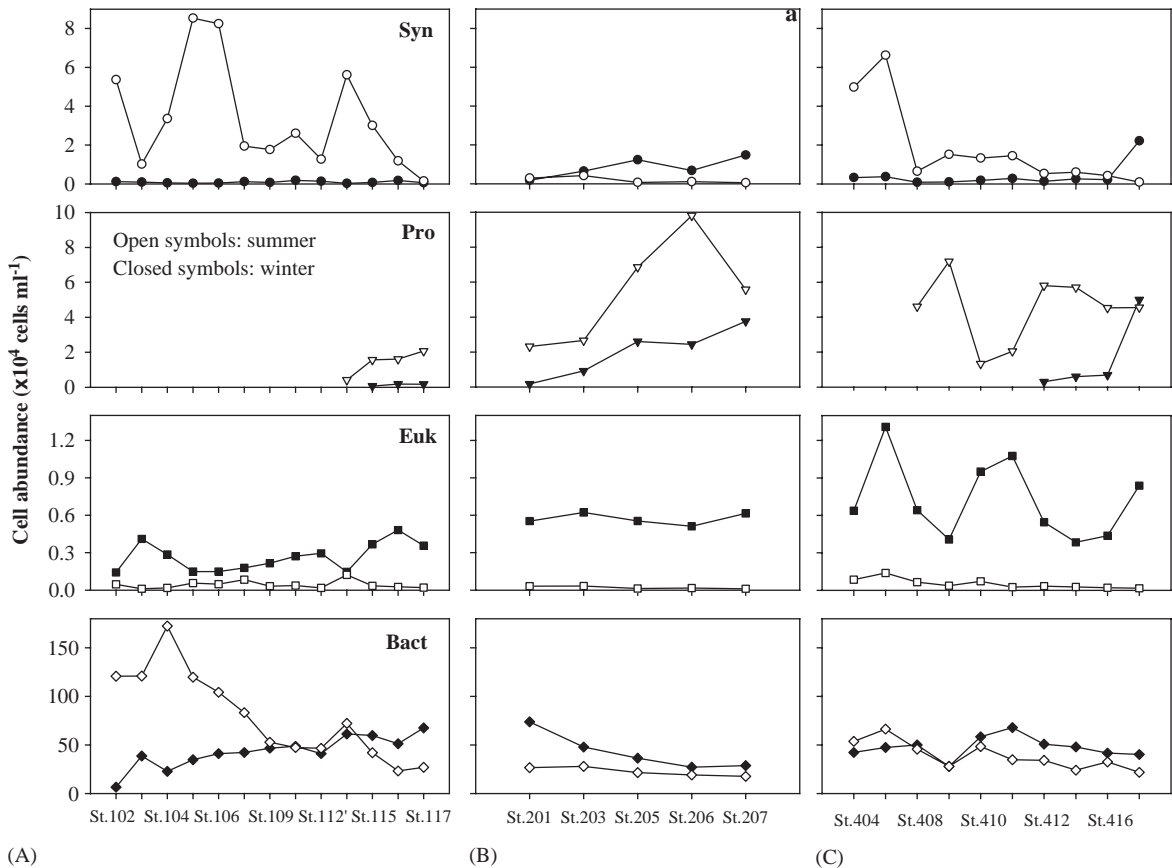 8
6
4
2
0
Syn
a
Cell abundance (x10⁴ cells ml⁻¹)
10
8
6
4
2
0
Open symbols: summer
Closed symbols: winter
Pro
1.2
0.9
0.6
0.3
0.0
Euk
150
100
50
0
Bact
St.102 St.104 St.106 St.109 St.112' St.115 St.117
St.201 St.203 St.205 St.206 St.207
St.404 St.408 St.410 St.412 St.416
(A) (B) (C)